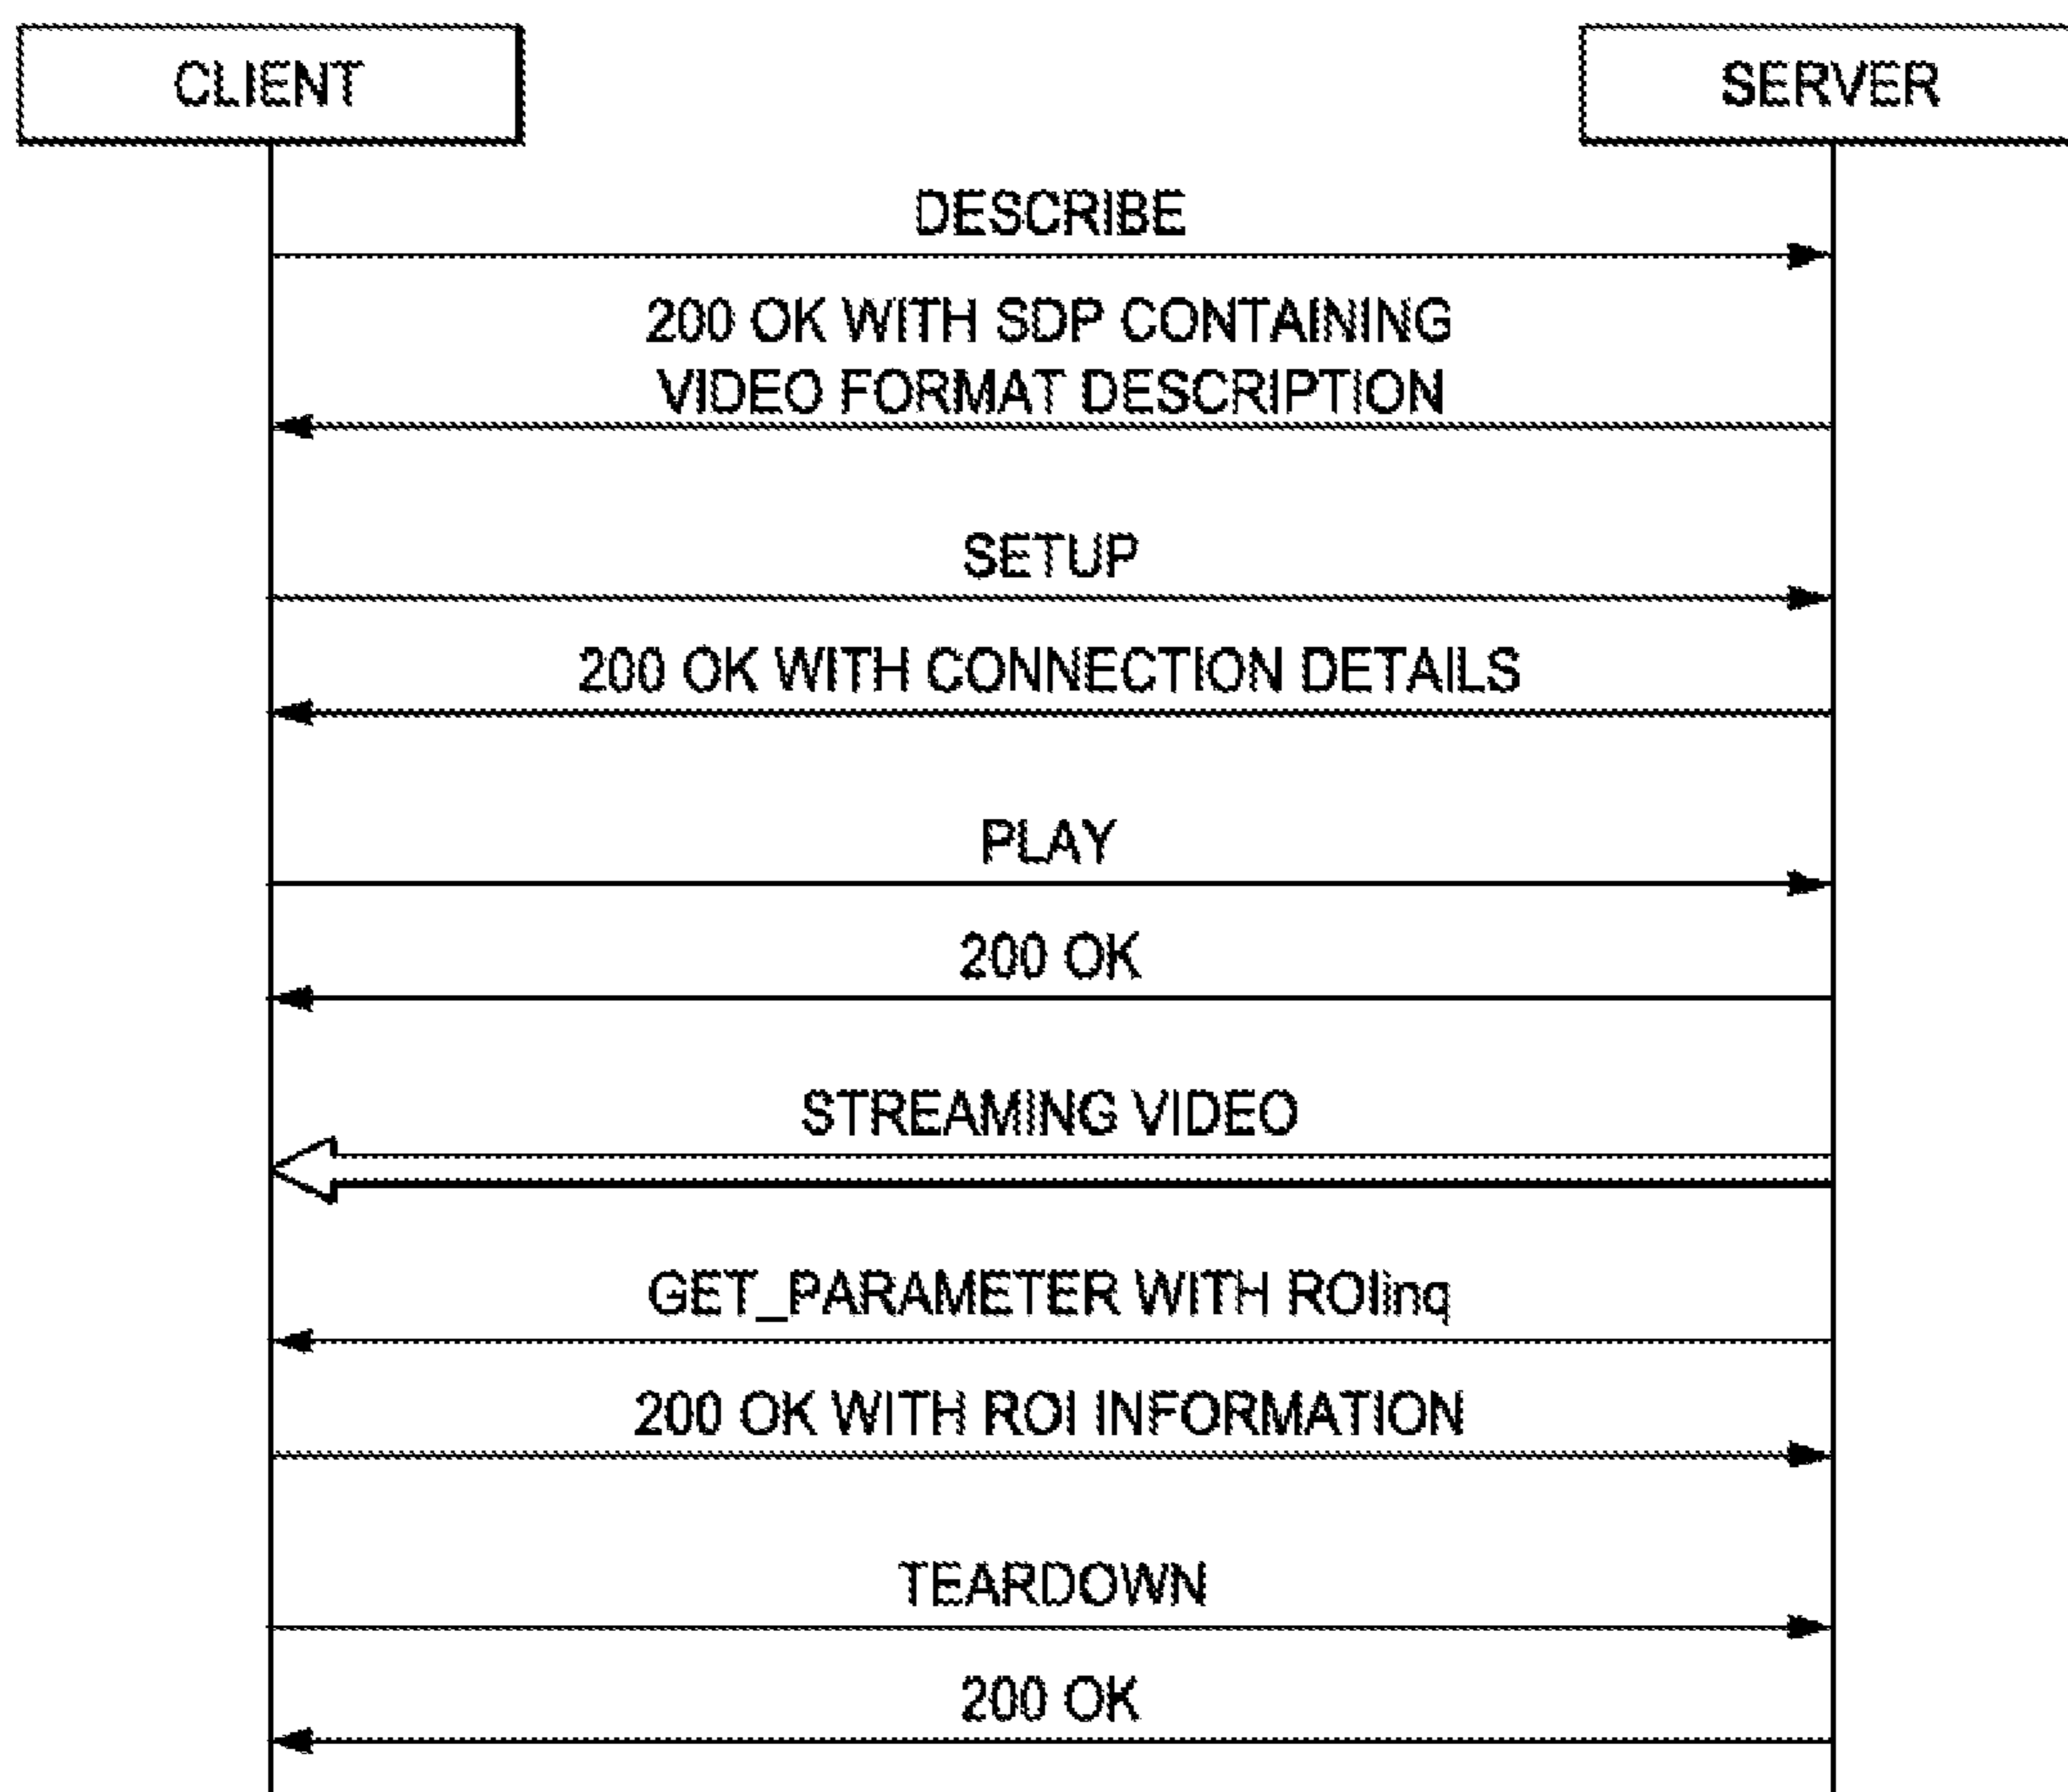 CLIENT
SERVER
DESCRIBE
200 OK WITH SDP CONTAINING
VIDEO FORMAT DESCRIPTION
SETUP
200 OK WITH CONNECTION DETAILS
PLAY
200 OK
STREAMING VIDEO
GET_PARAMETER WITH ROIinq
200 OK WITH ROI INFORMATION
TEARDOWN
200 OK